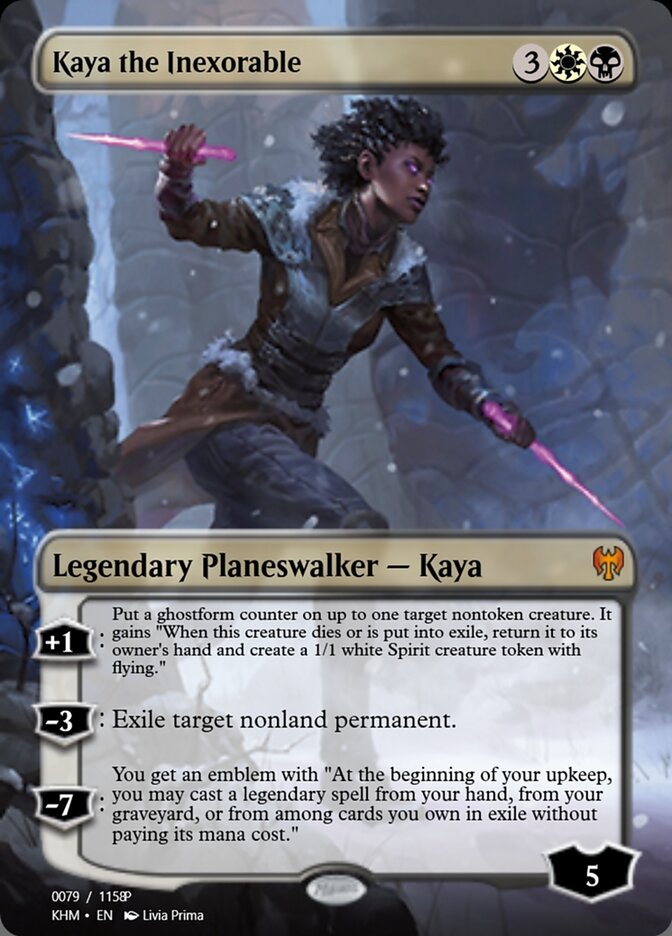 Kaya the Inexorable
3
Legendary Planeswalker — Kaya
+1 : Put a ghostform counter on up to one target nontoken creature. It
gains "When this creature dies or is put into exile, return it to its
owner's hand and create a 1/1 white Spirit creature token with
flying."
−3 : Exile target nonland permanent.
−7 : You get an emblem with "At the beginning of your upkeep,
you may cast a legendary spell from your hand, from your
graveyard, or from among cards you own in exile without
paying its mana cost."
5
0079 / 1158P
KHM • EN Livia Prima